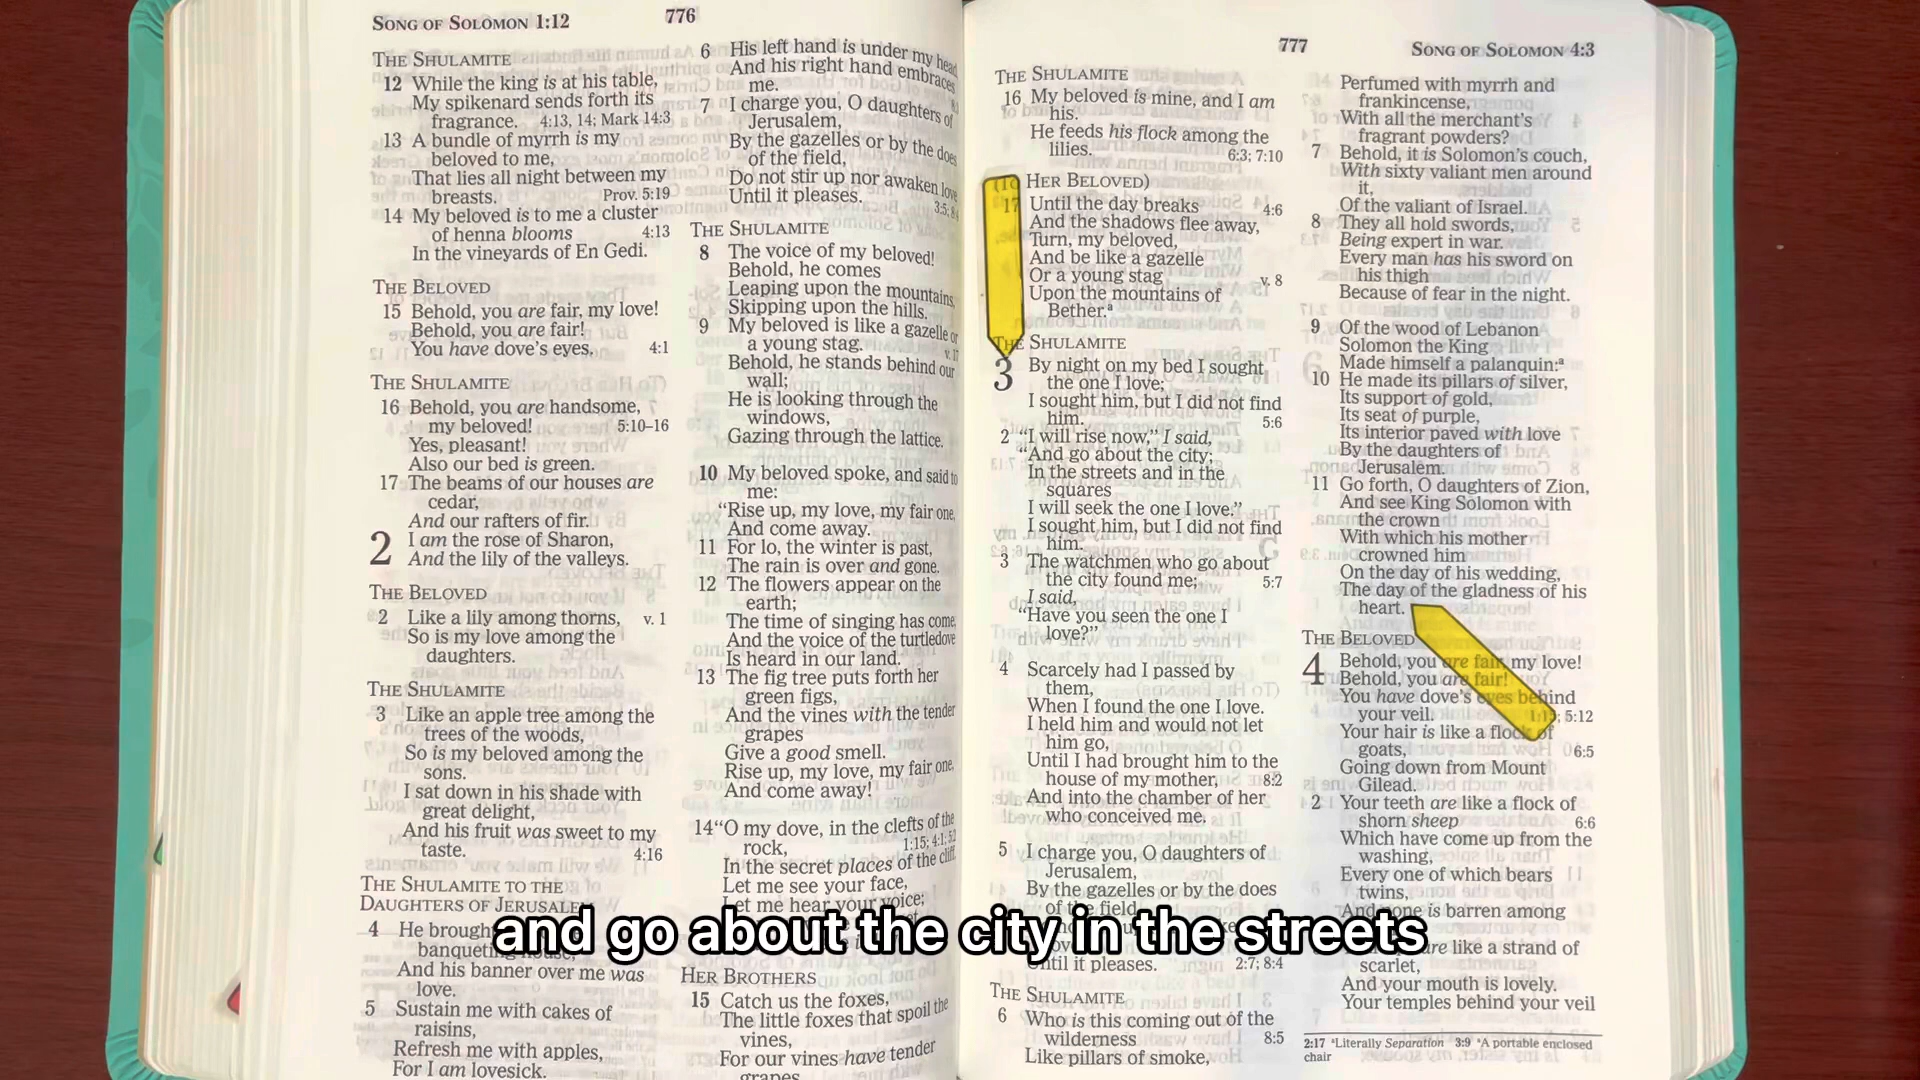 SONG OF SOLOMON 1:12
776
THE SHULAMITE
12 While the king is at his table,
My spikenard sends forth its
fragrance. 4:13, 14; Mark 14:3
13 A bundle of myrrh is my
beloved to me,
That lies all night between my
breasts. Prov. 5:19
14 My beloved is to me a cluster
of henna blooms 4:13
In the vineyards of En Gedi.
THE BELOVED
15 Behold, you are fair, my love!
Behold, you are fair!
You have dove's eyes. 4:1
THE SHULAMITE
16 Behold, you are handsome,
my beloved! 5:10–16
Yes, pleasant!
Also our bed is green.
17 The beams of our houses are
cedar,
And our rafters of fir.
2 I am the rose of Sharon,
And the lily of the valleys.
THE BELOVED
2 Like a lily among thorns, v. 1
So is my love among the
daughters.
THE SHULAMITE
3 Like an apple tree among the
trees of the woods,
So is my beloved among the
sons.
I sat down in his shade with
great delight,
And his fruit was sweet to my
taste. 4:16
THE SHULAMITE TO THE
DAUGHTERS OF JERUSALEM
4 He brought
banqueting house,
And his banner over me was
love.
5 Sustain me with cakes of
raisins,
Refresh me with apples,
For I am lovesick.
6 His left hand is under my head
And his right hand embraces
me.
7 I charge you, O daughters of
Jerusalem,
By the gazelles or by the does
of the field,
Do not stir up nor awaken love
Until it pleases. 3:5; 8:4
THE SHULAMITE
8 The voice of my beloved!
Behold, he comes
Leaping upon the mountains,
Skipping upon the hills.
9 My beloved is like a gazelle or
a young stag. v. 17
Behold, he stands behind our
wall;
He is looking through the
windows,
Gazing through the lattice.
10 My beloved spoke, and said to
me:
"Rise up, my love, my fair one,
And come away.
11 For lo, the winter is past,
The rain is over and gone.
12 The flowers appear on the
earth;
The time of singing has come,
And the voice of the turtledove
Is heard in our land.
13 The fig tree puts forth her
green figs,
And the vines with the tender
grapes
Give a good smell.
Rise up, my love, my fair one,
And come away!
14 "O my dove, in the clefts of the
rock, 1:15; 4:1; 5:2
In the secret places of the cliff,
Let me see your face,
Let me hear your voice;
HER BROTHERS
15 Catch us the foxes,
The little foxes that spoil the
vines,
For our vines have tender
grapes
777
SONG OF SOLOMON 4:3
THE SHULAMITE
16 My beloved is mine, and I am
his.
He feeds his flock among the
lilies. 6:3; 7:10
(TO HER BELOVED)
17 Until the day breaks 4:6
And the shadows flee away,
Turn, my beloved,
And be like a gazelle
Or a young stag v. 8
Upon the mountains of
Bether.ª
THE SHULAMITE
3 By night on my bed I sought
the one I love;
I sought him, but I did not find
him. 5:6
2 "I will rise now," I said,
"And go about the city;
In the streets and in the
squares
I will seek the one I love."
I sought him, but I did not find
him.
3 The watchmen who go about
the city found me; 5:7
I said,
"Have you seen the one I
love?"
4 Scarcely had I passed by
them,
When I found the one I love.
I held him and would not let
him go,
Until I had brought him to the
house of my mother, 8:2
And into the chamber of her
who conceived me.
5 I charge you, O daughters of
Jerusalem,
By the gazelles or by the does
of the field,
Until it pleases. 2:7; 8:4
THE SHULAMITE
6 Who is this coming out of the
wilderness 8:5
Like pillars of smoke,
Perfumed with myrrh and
frankincense,
With all the merchant's
fragrant powders?
7 Behold, it is Solomon's couch,
With sixty valiant men around
it,
Of the valiant of Israel.
8 They all hold swords,
Being expert in war.
Every man has his sword on
his thigh
Because of fear in the night.
9 Of the wood of Lebanon
Solomon the King
Made himself a palanquin:ª
10 He made its pillars of silver,
Its support of gold,
Its seat of purple,
Its interior paved with love
By the daughters of
Jerusalem.
11 Go forth, O daughters of Zion,
And see King Solomon with
the crown
With which his mother
crowned him
On the day of his wedding,
The day of the gladness of his
heart.
THE BELOVED
4 Behold, you are fair, my love!
Behold, you are fair!
You have dove's eyes behind
your veil. 1:15; 5:12
Your hair is like a flock of
goats, 6:5
Going down from Mount
Gilead.
2 Your teeth are like a flock of
shorn sheep 6:6
Which have come up from the
washing,
Every one of which bears
twins,
And none is barren among
are like a strand of
scarlet,
And your mouth is lovely.
Your temples behind your veil
2:17 ªLiterally Separation 3:9 ªA portable enclosed
chair
and go about the city in the streets